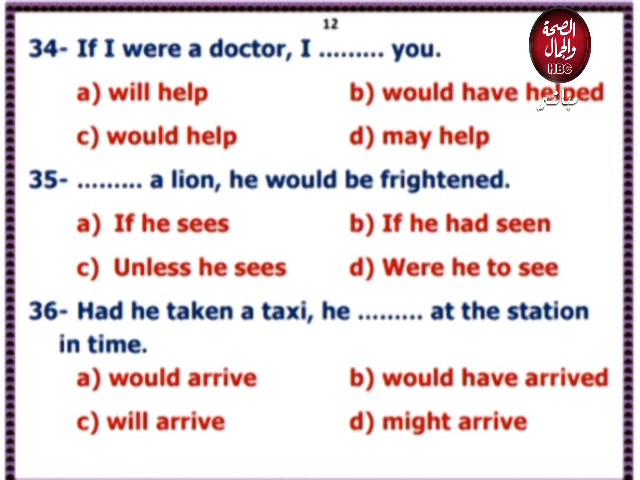 12
34- If I were a doctor, I ......... you.
a) will help b) would have helped
c) would help d) may help
35- ......... a lion, he would be frightened.
a) If he sees b) If he had seen
c) Unless he sees d) Were he to see
36- Had he taken a taxi, he ......... at the station
in time.
a) would arrive b) would have arrived
c) will arrive d) might arrive
الصحة
والجمال
HBC
مباشر